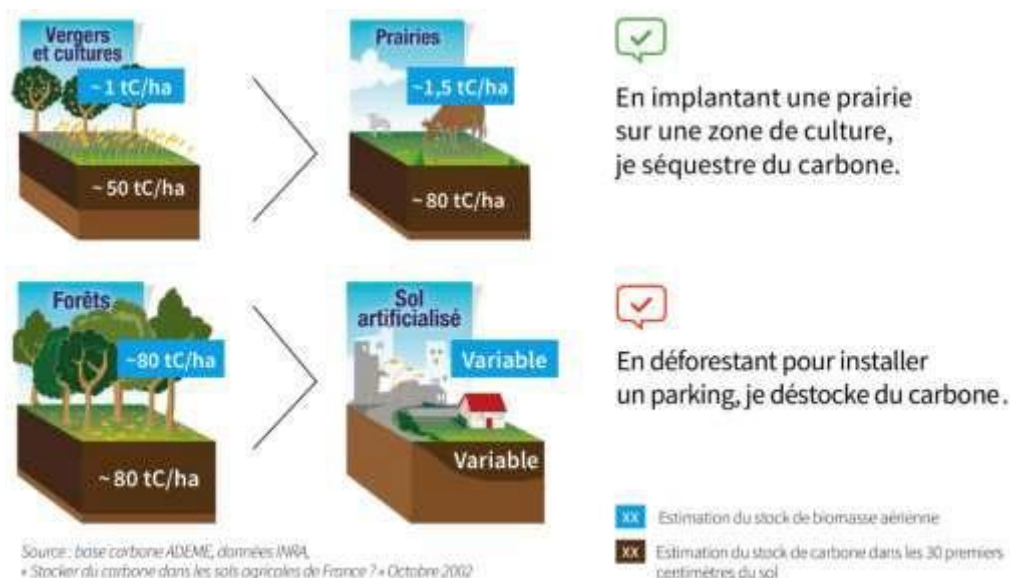 Vergers
et cultures
~ 1 tC/ha
~ 50 tC/ha
Prairies
~1,5 tC/ha
~ 80 tC/ha
En implantant une prairie
sur une zone de culture,
je séquestre du carbone.
Forêts
~80 tC/ha
~ 80 tC/ha
Sol
artificialisé
Variable
Variable
En déforestant pour installer
un parking, je déstocke du carbone.
XX Estimation du stock de biomasse aérienne
XX Estimation du stock de carbone dans les 30 premiers
centimètres du sol
Source : base carbone ADEME, données INRA,
« Stocker du carbone dans les sols agricoles de France ? » Octobre 2002